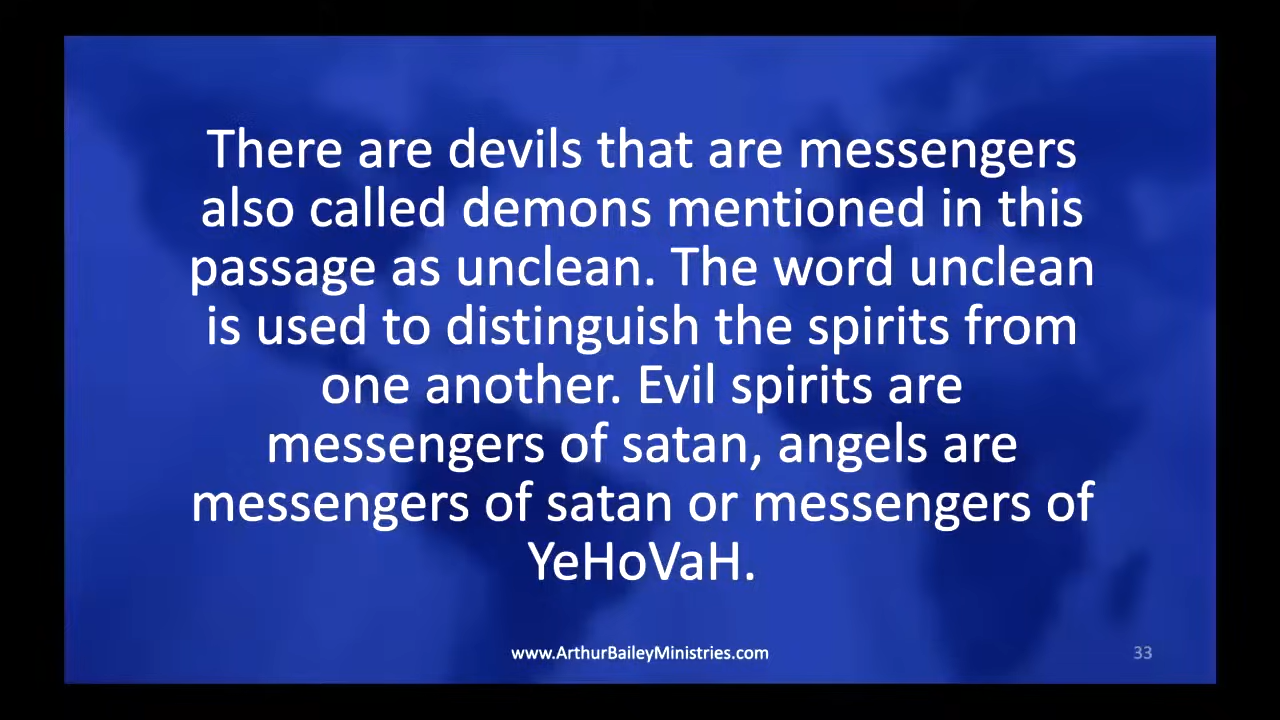 There are devils that are messengers
also called demons mentioned in this
passage as unclean. The word unclean
is used to distinguish the spirits from
one another. Evil spirits are
messengers of satan, angels are
messengers of satan or messengers of
YeHoVaH.
www.ArthurBaileyMinistries.com
33